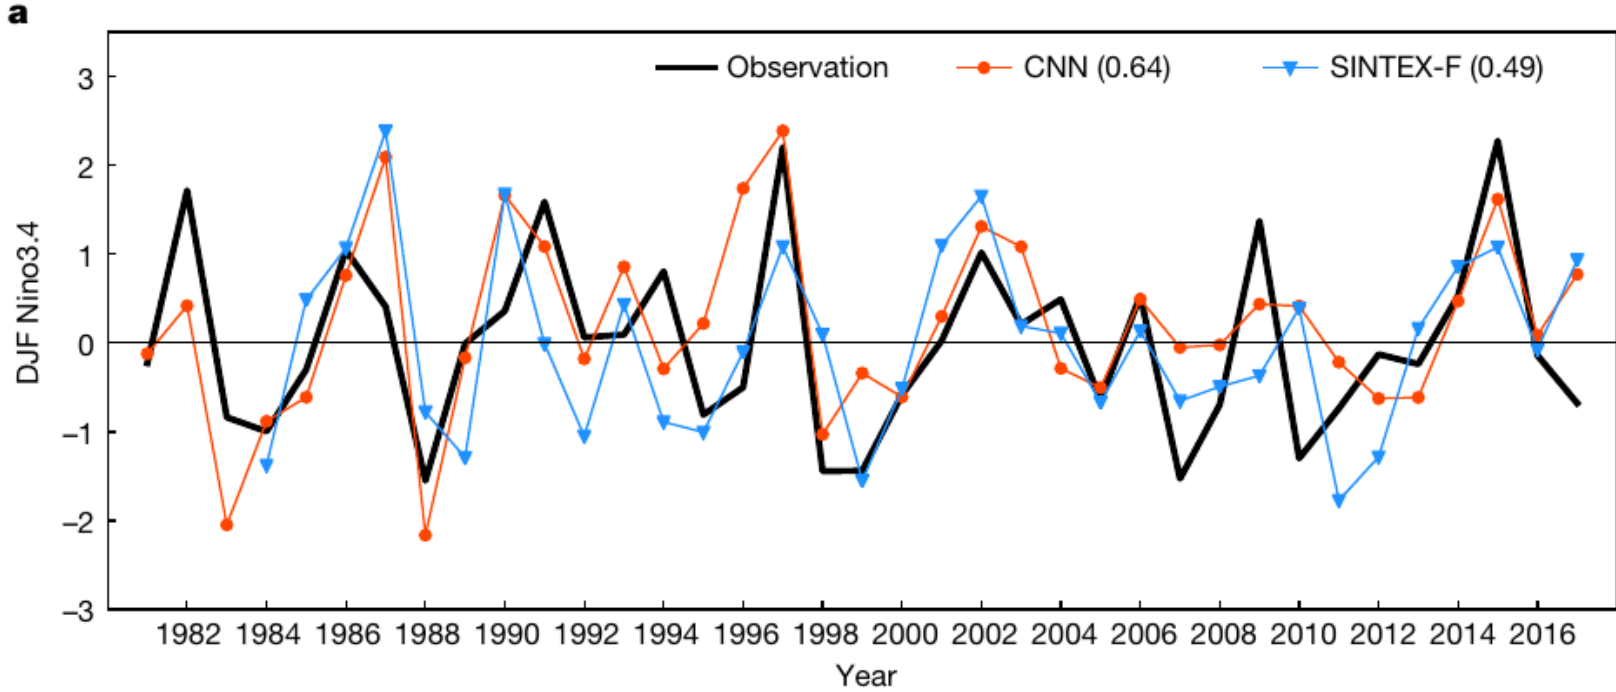 a
Observation CNN (0.64) SINTEX-F (0.49)
3
2
1
0
−1
−2
−3
DJF Nino3.4
1982 1984 1986 1988 1990 1992 1994 1996 1998 2000 2002 2004 2006 2008 2010 2012 2014 2016
Year